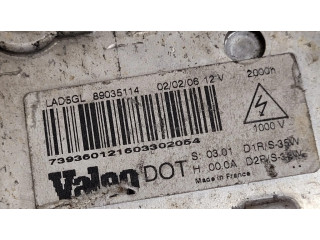 LAD5GL 89035114 02/02/06 12 V 2000h
1000 V
739360121603302054
Valeo DOT S: 03.01 D1R/S-35W
H: 00.0A D2R/S-35W
Made in France